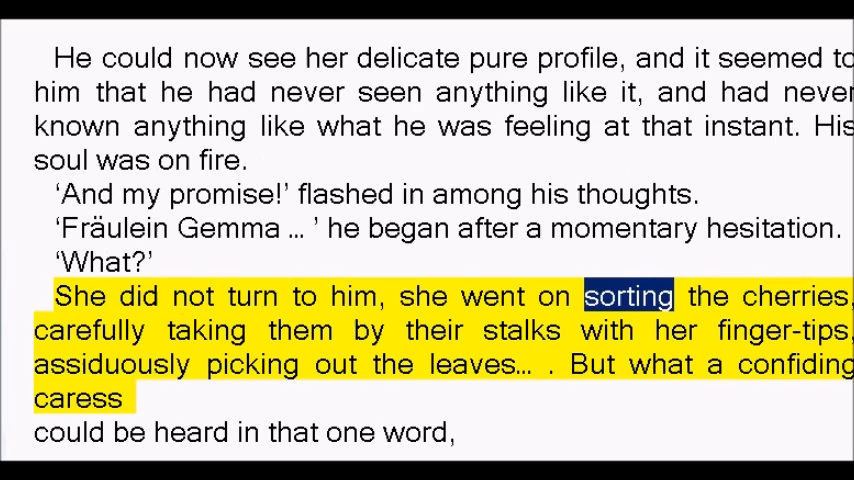 He could now see her delicate pure profile, and it seemed to
him that he had never seen anything like it, and had never
known anything like what he was feeling at that instant. His
soul was on fire.
‘And my promise!’ flashed in among his thoughts.
‘Fräulein Gemma ... ’ he began after a momentary hesitation.
‘What?’
She did not turn to him, she went on sorting the cherries,
carefully taking them by their stalks with her finger-tips,
assiduously picking out the leaves... . But what a confiding
caress
could be heard in that one word,